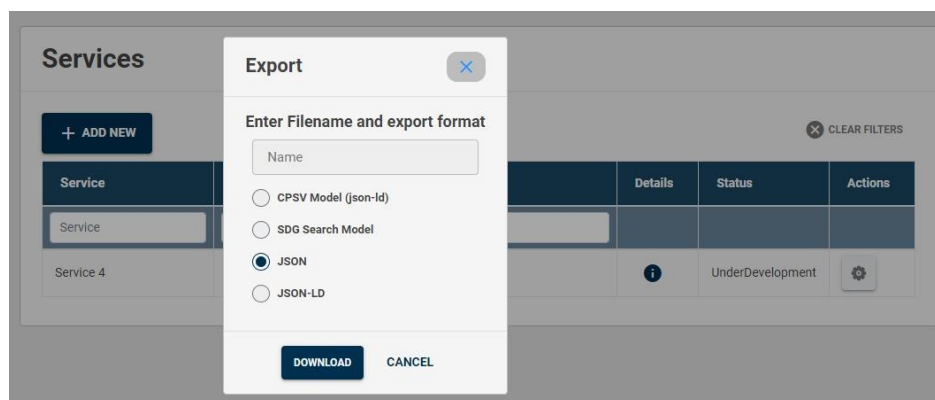 Services
Export
Enter Filename and export format
+ ADD NEW
CLEAR FILTERS
Name
Service
Details
Status
Actions
CPSV Model (json-ld)
Service
SDG Search Model
JSON
Service 4
UnderDevelopment
JSON-LD
DOWNLOAD
CANCEL